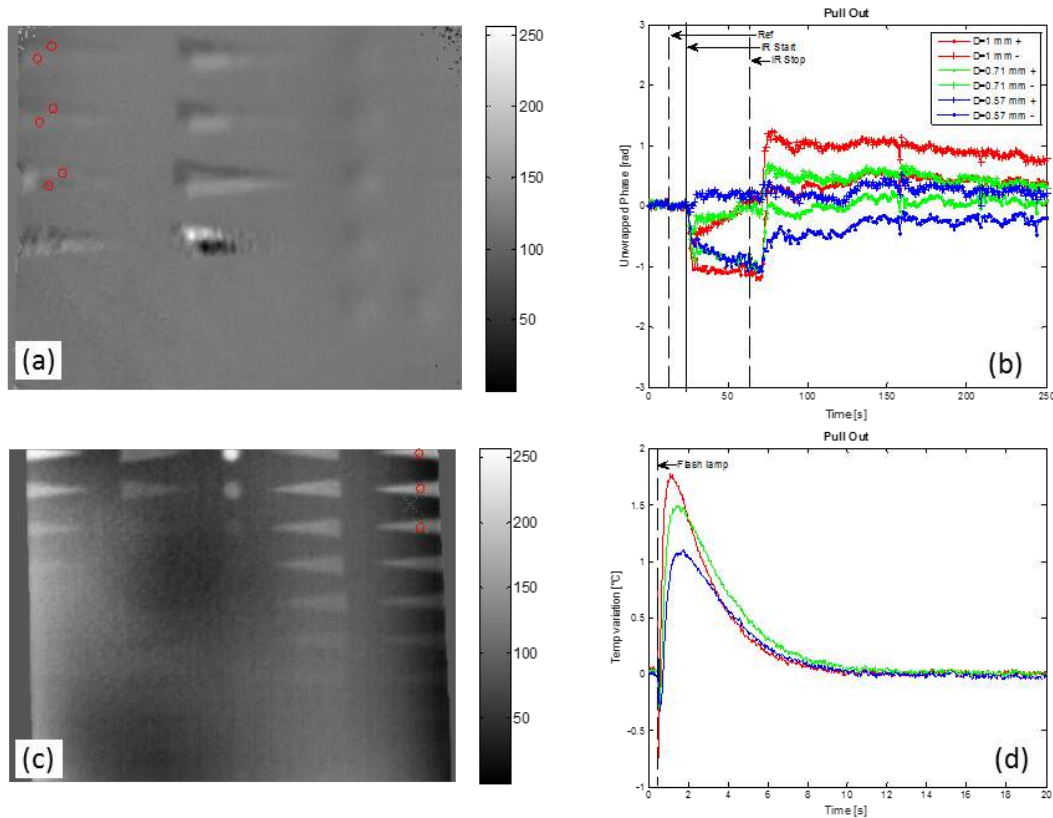 250
200
150
100
50
(a)
Pull Out
Ref
IR Start
IR Stop
D=1 mm +
D=1 mm -
D=0.71 mm +
D=0.71 mm -
D=0.57 mm +
D=0.57 mm -
Unwrapped Phase [rad]
3
2
1
0
-1
-2
-3
0 50 100 150 200 250
Time [s]
(b)
250
200
150
100
50
(c)
Pull Out
Flash lamp
Temp variation [°C]
2
1.5
1
0.5
0
-0.5
-1
0 2 4 6 8 10 12 14 16 18 20
Time [s]
(d)